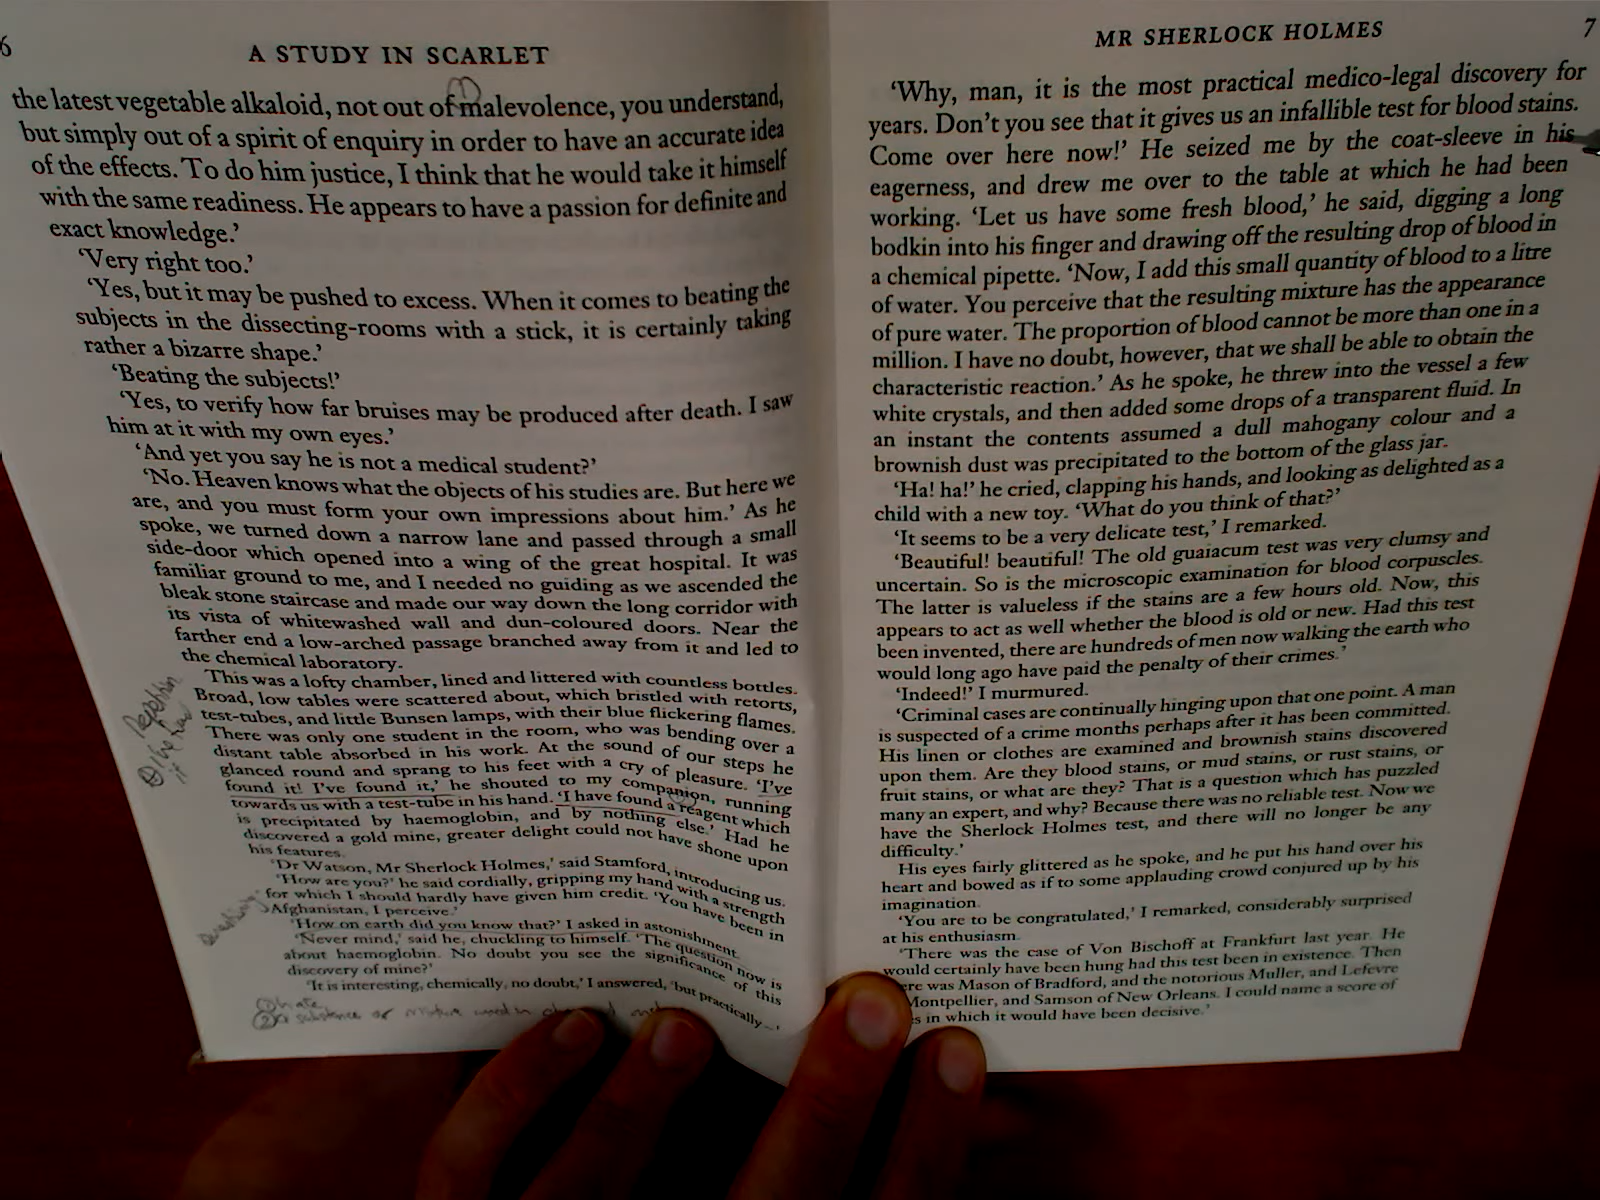 6
A STUDY IN SCARLET
the latest vegetable alkaloid, not out of malevolence, you understand,
but simply out of a spirit of enquiry in order to have an accurate idea
of the effects. To do him justice, I think that he would take it himself
with the same readiness. He appears to have a passion for definite and
exact knowledge.’
‘Very right too.’
‘Yes, but it may be pushed to excess. When it comes to beating the
subjects in the dissecting-rooms with a stick, it is certainly taking
rather a bizarre shape.’
‘Beating the subjects!’
‘Yes, to verify how far bruises may be produced after death. I saw
him at it with my own eyes.’
‘And yet you say he is not a medical student?’
‘No. Heaven knows what the objects of his studies are. But here we
are, and you must form your own impressions about him.’ As he
spoke, we turned down a narrow lane and passed through a small
side-door which opened into a wing of the great hospital. It was
familiar ground to me, and I needed no guiding as we ascended the
bleak stone staircase and made our way down the long corridor with
its vista of whitewashed wall and dun-coloured doors. Near the
farther end a low-arched passage branched away from it and led to
the chemical laboratory.
This was a lofty chamber, lined and littered with countless bottles.
Broad, low tables were scattered about, which bristled with retorts,
test-tubes, and little Bunsen lamps, with their blue flickering flames.
There was only one student in the room, who was bending over a
distant table absorbed in his work. At the sound of our steps he
glanced round and sprang to his feet with a cry of pleasure. ‘I’ve
found it! I’ve found it,’ he shouted to my companion, running
towards us with a test-tube in his hand. ‘I have found a reagent which
is precipitated by haemoglobin, and by nothing else.’ Had he
discovered a gold mine, greater delight could not have shone upon
his features.
‘Dr Watson, Mr Sherlock Holmes,’ said Stamford, introducing us.
‘How are you?’ he said cordially, gripping my hand with a strength
for which I should hardly have given him credit. ‘You have been in
Afghanistan, I perceive.’
‘How on earth did you know that?’ I asked in astonishment.
‘Never mind,’ said he, chuckling to himself. ‘The question now is
about haemoglobin. No doubt you see the significance of this
discovery of mine?’
‘It is interesting, chemically, no doubt,’ I answered, ‘but practically –’
① hate
② a substance or mixture used in
MR SHERLOCK HOLMES
7
‘Why, man, it is the most practical medico-legal discovery for
years. Don’t you see that it gives us an infallible test for blood stains.
Come over here now!’ He seized me by the coat-sleeve in his
eagerness, and drew me over to the table at which he had been
working. ‘Let us have some fresh blood,’ he said, digging a long
bodkin into his finger and drawing off the resulting drop of blood in
a chemical pipette. ‘Now, I add this small quantity of blood to a litre
of water. You perceive that the resulting mixture has the appearance
of pure water. The proportion of blood cannot be more than one in a
million. I have no doubt, however, that we shall be able to obtain the
characteristic reaction.’ As he spoke, he threw into the vessel a few
white crystals, and then added some drops of a transparent fluid. In
an instant the contents assumed a dull mahogany colour and a
brownish dust was precipitated to the bottom of the glass jar.
‘Ha! ha!’ he cried, clapping his hands, and looking as delighted as a
child with a new toy. ‘What do you think of that?’
‘It seems to be a very delicate test,’ I remarked.
‘Beautiful! beautiful! The old guaiacum test was very clumsy and
uncertain. So is the microscopic examination for blood corpuscles.
The latter is valueless if the stains are a few hours old. Now, this
appears to act as well whether the blood is old or new. Had this test
been invented, there are hundreds of men now walking the earth who
would long ago have paid the penalty of their crimes.’
‘Indeed!’ I murmured.
‘Criminal cases are continually hinging upon that one point. A man
is suspected of a crime months perhaps after it has been committed.
His linen or clothes are examined and brownish stains discovered
upon them. Are they blood stains, or mud stains, or rust stains, or
fruit stains, or what are they? That is a question which has puzzled
many an expert, and why? Because there was no reliable test. Now we
have the Sherlock Holmes test, and there will no longer be any
difficulty.’
His eyes fairly glittered as he spoke, and he put his hand over his
heart and bowed as if to some applauding crowd conjured up by his
imagination.
‘You are to be congratulated,’ I remarked, considerably surprised
at his enthusiasm.
‘There was the case of Von Bischoff at Frankfurt last year. He
would certainly have been hung had this test been in existence. Then
was Mason of Bradford, and the notorious Muller, and Lefevre
Montpellier, and Samson of New Orleans. I could name a score of
in which it would have been decisive.’